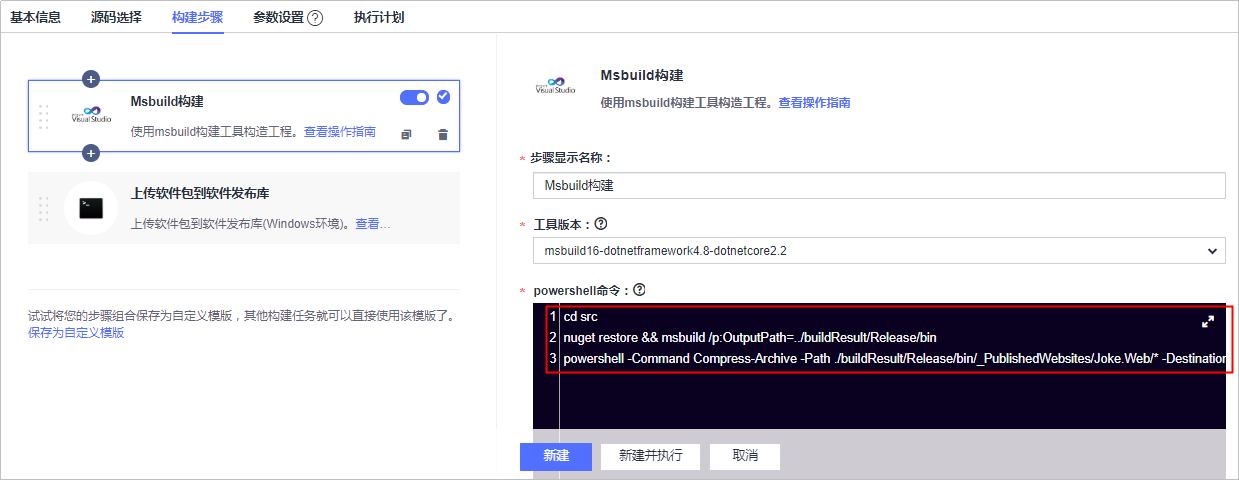 基本信息 源码选择 构建步骤 参数设置 ? 执行计划
Msbuild构建
使用msbuild构建工具构造工程。查看操作指南
Visual Studio
上传软件包到软件发布库
上传软件包到软件发布库(Windows环境)。查看...
试试将您的步骤组合保存为自定义模版，其他构建任务就可以直接使用该模版了。
保存为自定义模版
Msbuild构建
Visual Studio
使用msbuild构建工具构造工程。查看操作指南
* 步骤显示名称：
Msbuild构建
* 工具版本： ?
msbuild16-dotnetframework4.8-dotnetcore2.2
* powershell命令： ?
1 cd src
2 nuget restore && msbuild /p:OutputPath=../buildResult/Release/bin
3 powershell -Command Compress-Archive -Path ./buildResult/Release/bin/_PublishedWebsites/Joke.Web/* -Destination
新建 新建并执行 取消